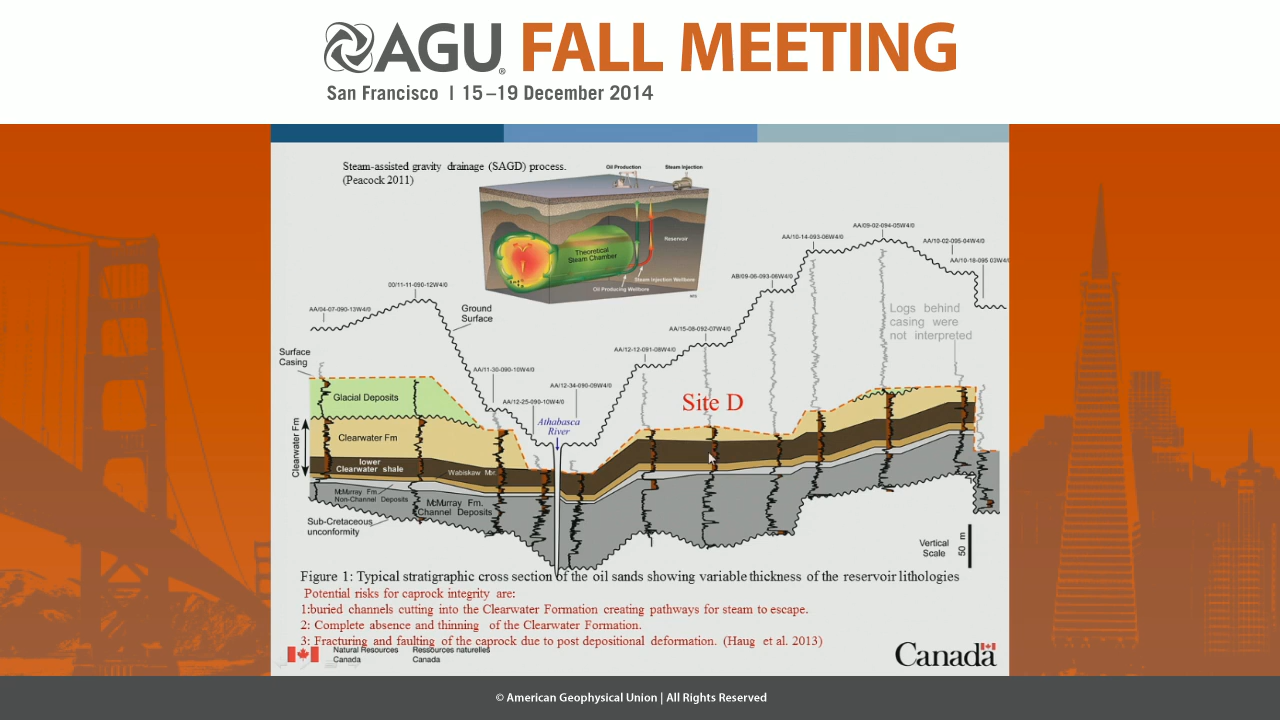 AGU® FALL MEETING
San Francisco | 15–19 December 2014
Steam-assisted gravity drainage (SAGD) process.
(Peacock 2011)
Oil Production
Steam Injection
Theoretical
Steam Chamber
Reservoir
Steam Injection Wellbore
Oil Producing Wellbore
AA/04-07-090-13W4/0
00/11-11-090-12W4/0
AA/11-30-090-10W4/0
AA/12-25-090-10W4/0
AA/12-34-090-09W4/0
AA/12-12-091-08W4/0
AA/15-08-092-07W4/0
AB/09-06-093-06W4/0
AA/10-14-093-06W4/0
AA/09-02-094-05W4/0
AA/10-02-095-04W4/0
AA/10-18-095 03W4/0
Ground
Surface
Logs behind
casing were
not interpreted
Surface
Casing
Glacial Deposits
Clearwater Fm
Clearwater Fm
lower
Clearwater shale
Wabiskaw Mbr.
McMurray Fm.
Non-Channel Deposits
McMurray Fm.
Channel Deposits
Sub-Cretaceous
unconformity
Athabasca
River
Site D
Vertical
Scale
50 m
Figure 1: Typical stratigraphic cross section of the oil sands showing variable thickness of the reservoir lithologies
Potential risks for caprock integrity are:
1:buried channels cutting into the Clearwater Formation creating pathways for steam to escape.
2: Complete absence and thinning of the Clearwater Formation.
3: Fracturing and faulting of the caprock due to post depositional deformation. (Haug et al. 2013)
Natural Resources
Canada
Ressources naturelles
Canada
Canada
© American Geophysical Union | All Rights Reserved